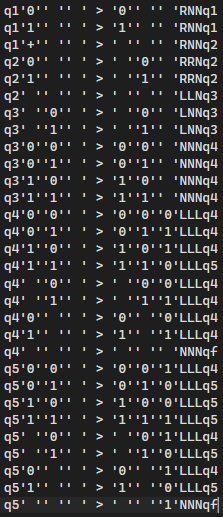 q1'0'' '' ' > '0'' '' 'RNNq1
q1'1'' '' ' > '1'' '' 'RNNq1
q1'+'' '' ' > ' '' '' 'RNNq2
q2'0'' '' ' > ' ''0'' 'RRNq2
q2'1'' '' ' > ' ''1'' 'RRNq2
q2' '' '' ' > ' '' '' 'LLNq3
q3' ''0'' ' > ' ''0'' 'LNNq3
q3' ''1'' ' > ' ''1'' 'LNNq3
q3'0''0'' ' > '0''0'' 'NNNq4
q3'0''1'' ' > '0''1'' 'NNNq4
q3'1''0'' ' > '1''0'' 'NNNq4
q3'1''1'' ' > '1''1'' 'NNNq4
q4'0''0'' ' > '0''0''0'LLLq4
q4'0''1'' ' > '0''1''1'LLLq4
q4'1''0'' ' > '1''0''1'LLLq4
q4'1''1'' ' > '1''1''0'LLLq5
q4' ''0'' ' > ' ''0''0'LLLq4
q4' ''1'' ' > ' ''1''1'LLLq4
q4'0'' '' ' > '0'' ''0'LLLq4
q4'1'' '' ' > '1'' ''1'LLLq4
q4' '' '' ' > ' '' '' 'NNNqf
q5'0''0'' ' > '0''0''1'LLLq4
q5'0''1'' ' > '0''1''0'LLLq5
q5'1''0'' ' > '1''0''0'LLLq5
q5'1''1'' ' > '1''1''1'LLLq5
q5' ''0'' ' > ' ''0''1'LLLq4
q5' ''1'' ' > ' ''1''0'LLLq5
q5'0'' '' ' > '0'' ''1'LLLq4
q5'1'' '' ' > '1'' ''0'LLLq5
q5' '' '' ' > ' '' ''1'NNNqf